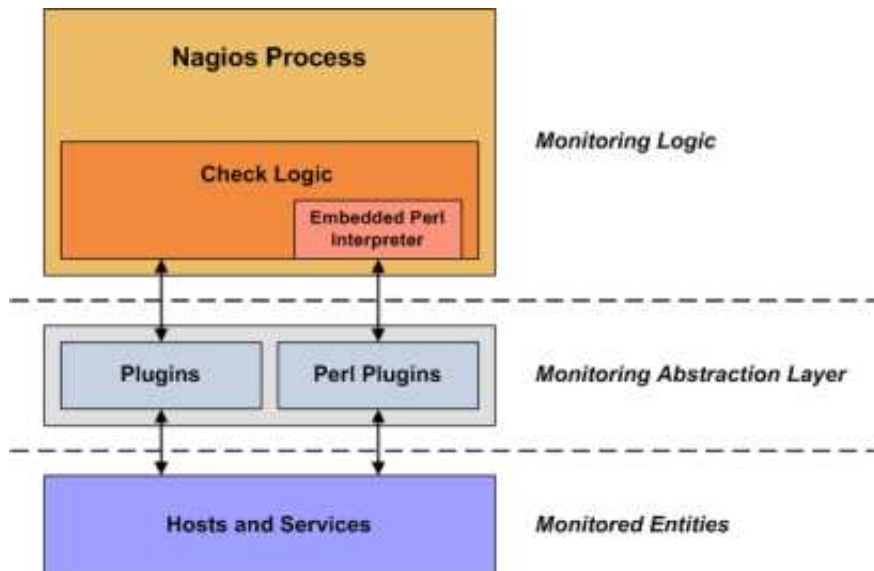 Nagios Process
Monitoring Logic
Check Logic
Embedded Perl
Interpreter
Plugins
Perl Plugins
Monitoring Abstraction Layer
Hosts and Services
Monitored Entities